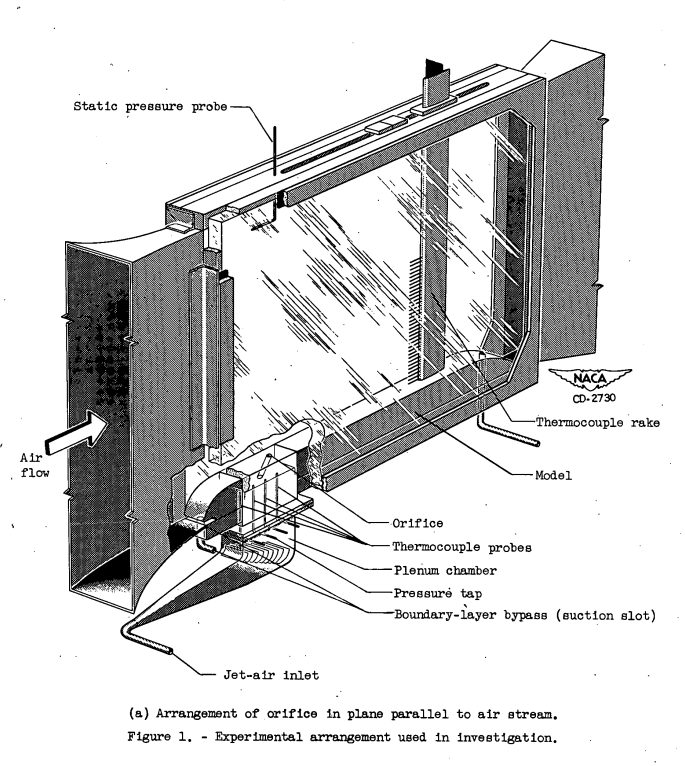 Static pressure probe
NACA
CD-2730
Thermocouple rake
Air
flow
Model
Orifice
Thermocouple probes
Plenum chamber
Pressure tap
Boundary-layer bypass (suction slot)
Jet-air inlet
(a) Arrangement of orifice in plane parallel to air stream.
Figure 1. - Experimental arrangement used in investigation.